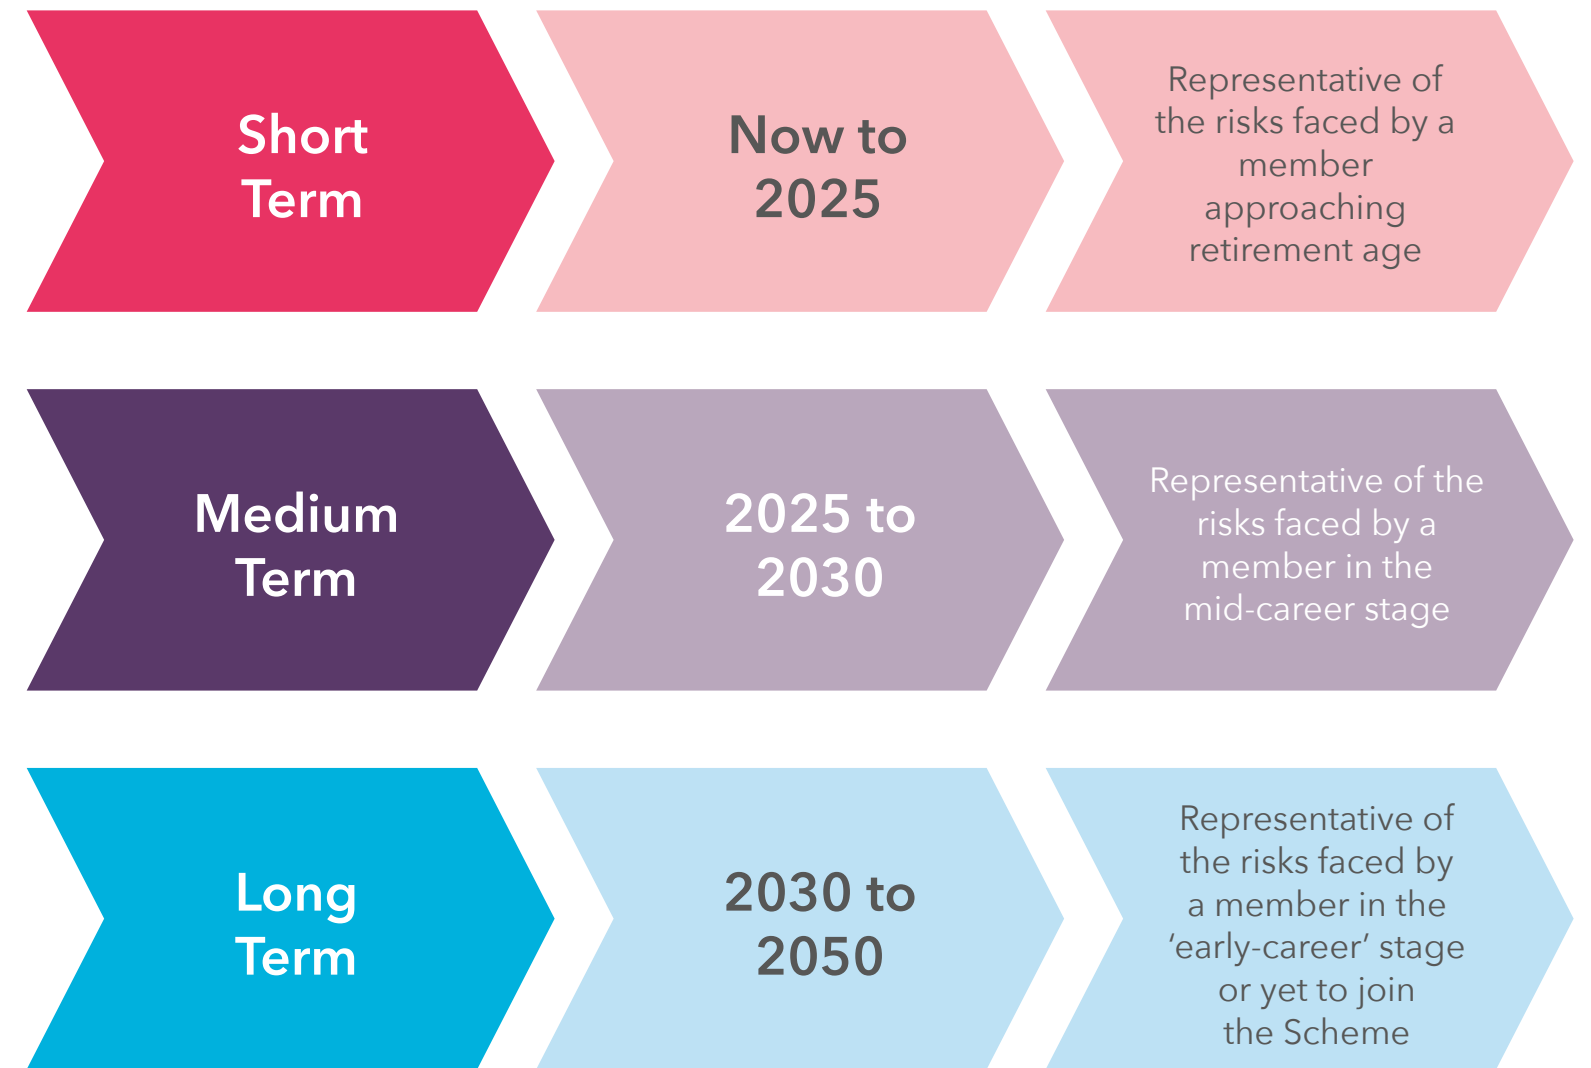 Short
Term
Now to
2025
Representative of
the risks faced by a
member
approaching
retirement age
Medium
Term
2025 to
2030
Representative of the
risks faced by a
member in the
mid-career stage
Long
Term
2030 to
2050
Representative of
the risks faced by
a member in the
‘early-career’ stage
or yet to join
the Scheme